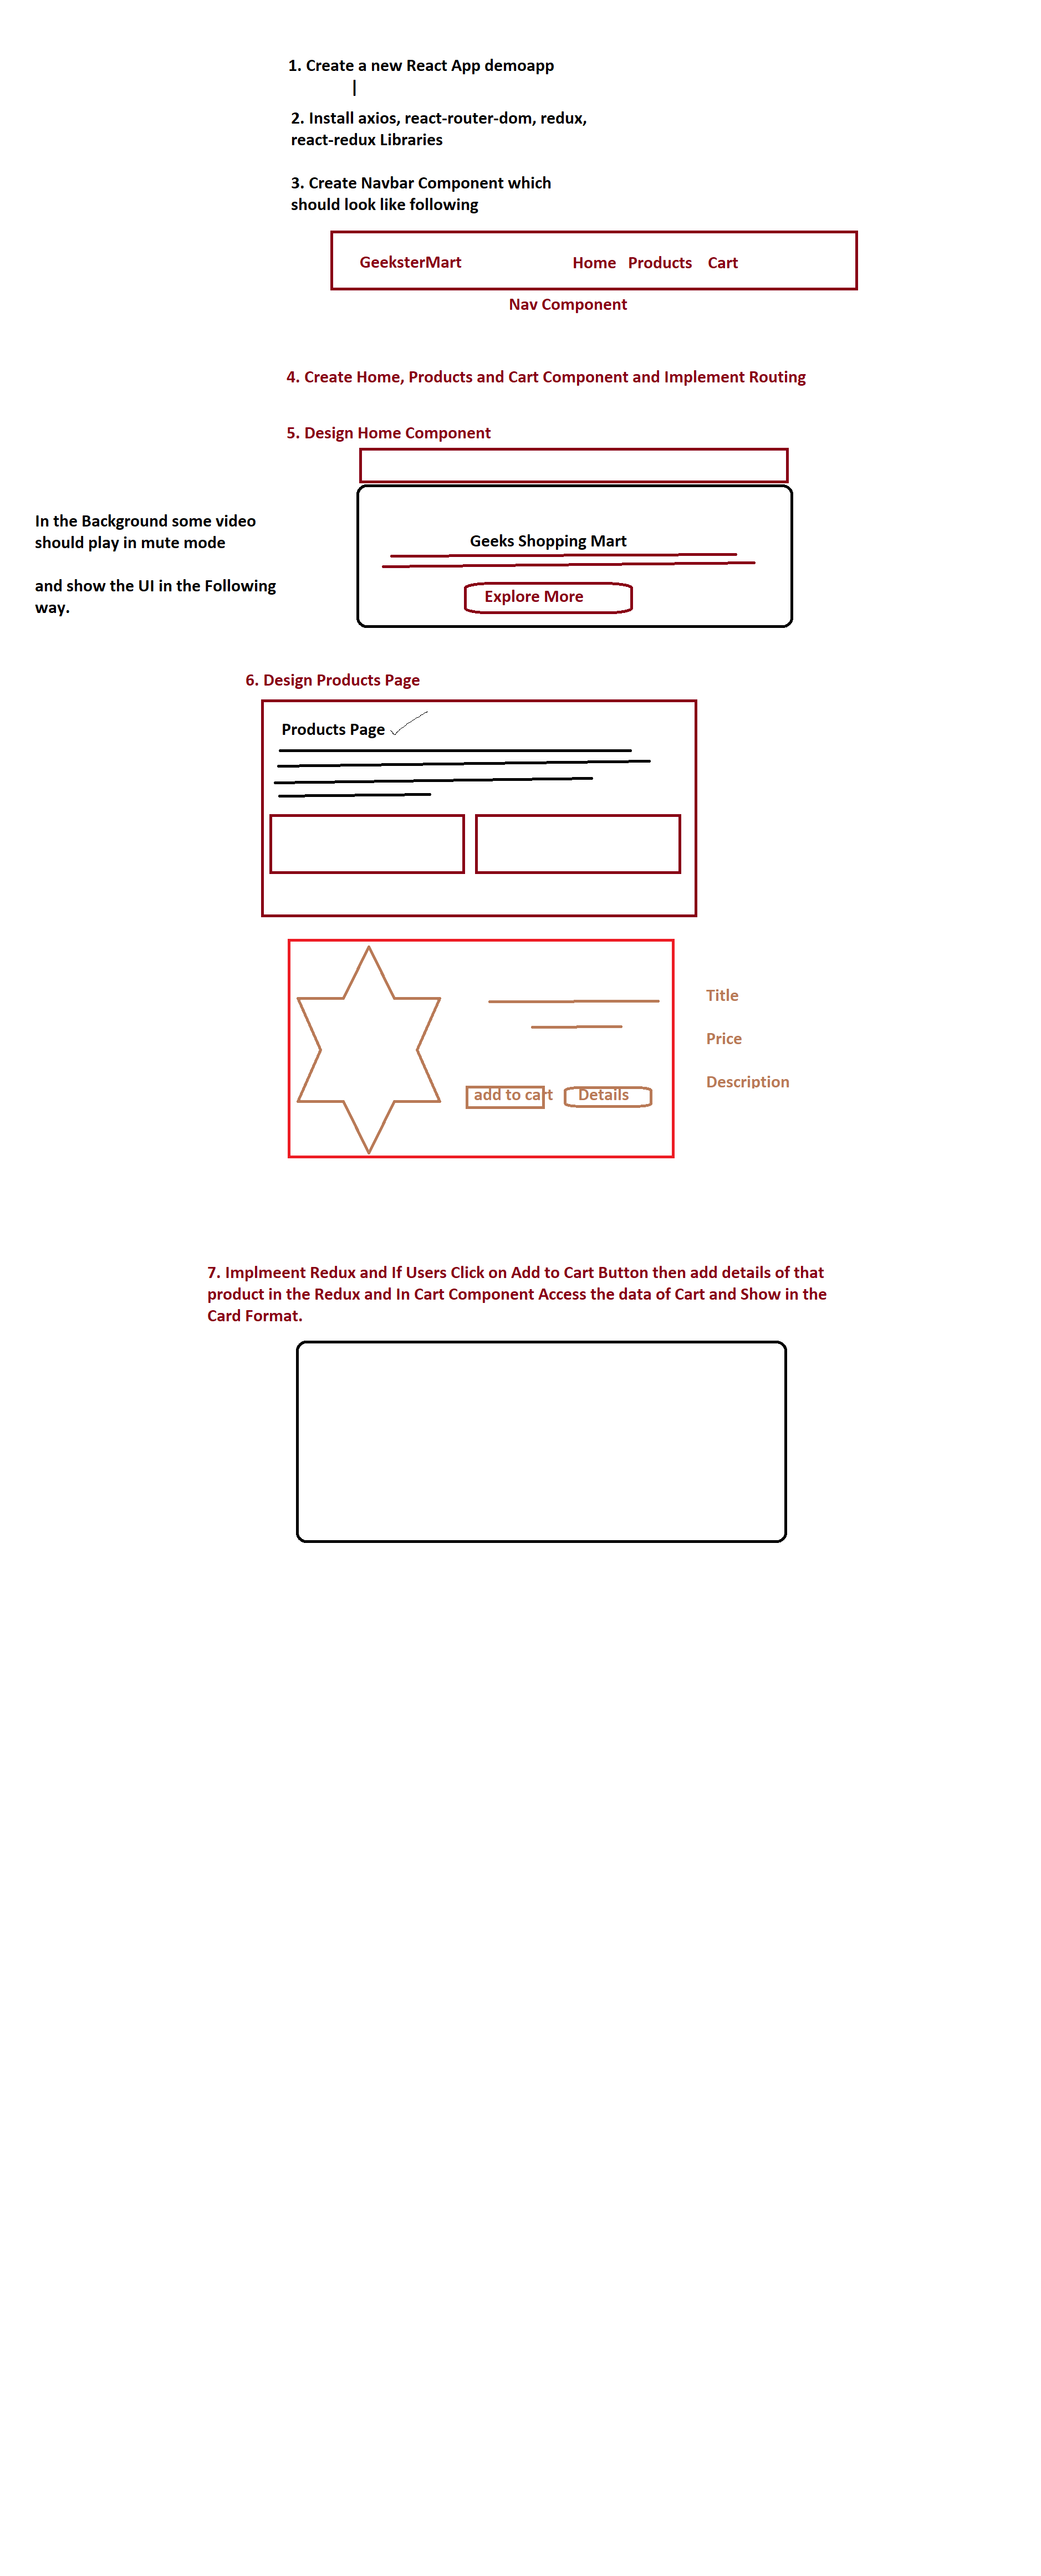 1. Create a new React App demoapp
2. Install axios, react-router-dom, redux,
react-redux Libraries
3. Create Navbar Component which
should look like following
GeeksterMart Home Products Cart
Nav Component
4. Create Home, Products and Cart Component and Implement Routing
5. Design Home Component
In the Background some video
should play in mute mode
and show the UI in the Following
way.
Geeks Shopping Mart
Explore More
6. Design Products Page
Products Page
Title
Price
Description
add to cart Details
7. Implmeent Redux and If Users Click on Add to Cart Button then add details of that
product in the Redux and In Cart Component Access the data of Cart and Show in the
Card Format.